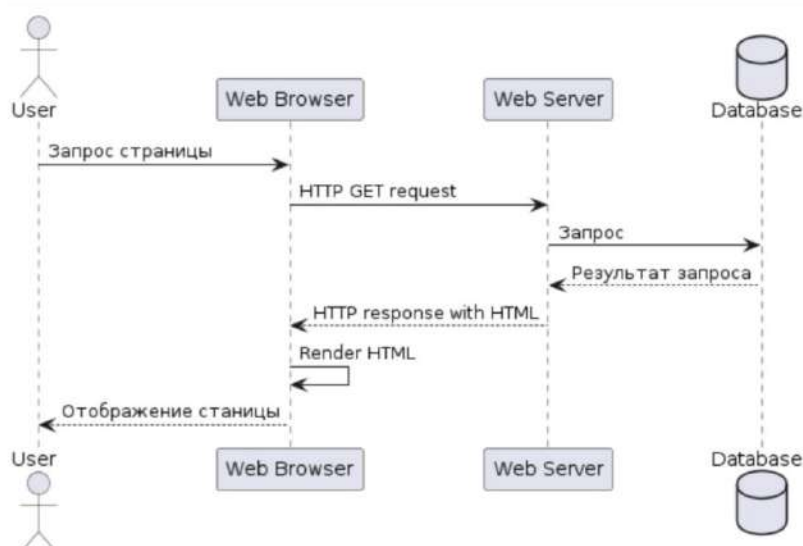 User
Web Browser
Web Server
Database
Запрос страницы
HTTP GET request
Запрос
Результат запроса
HTTP response with HTML
Render HTML
Отображение станицы
User
Web Browser
Web Server
Database